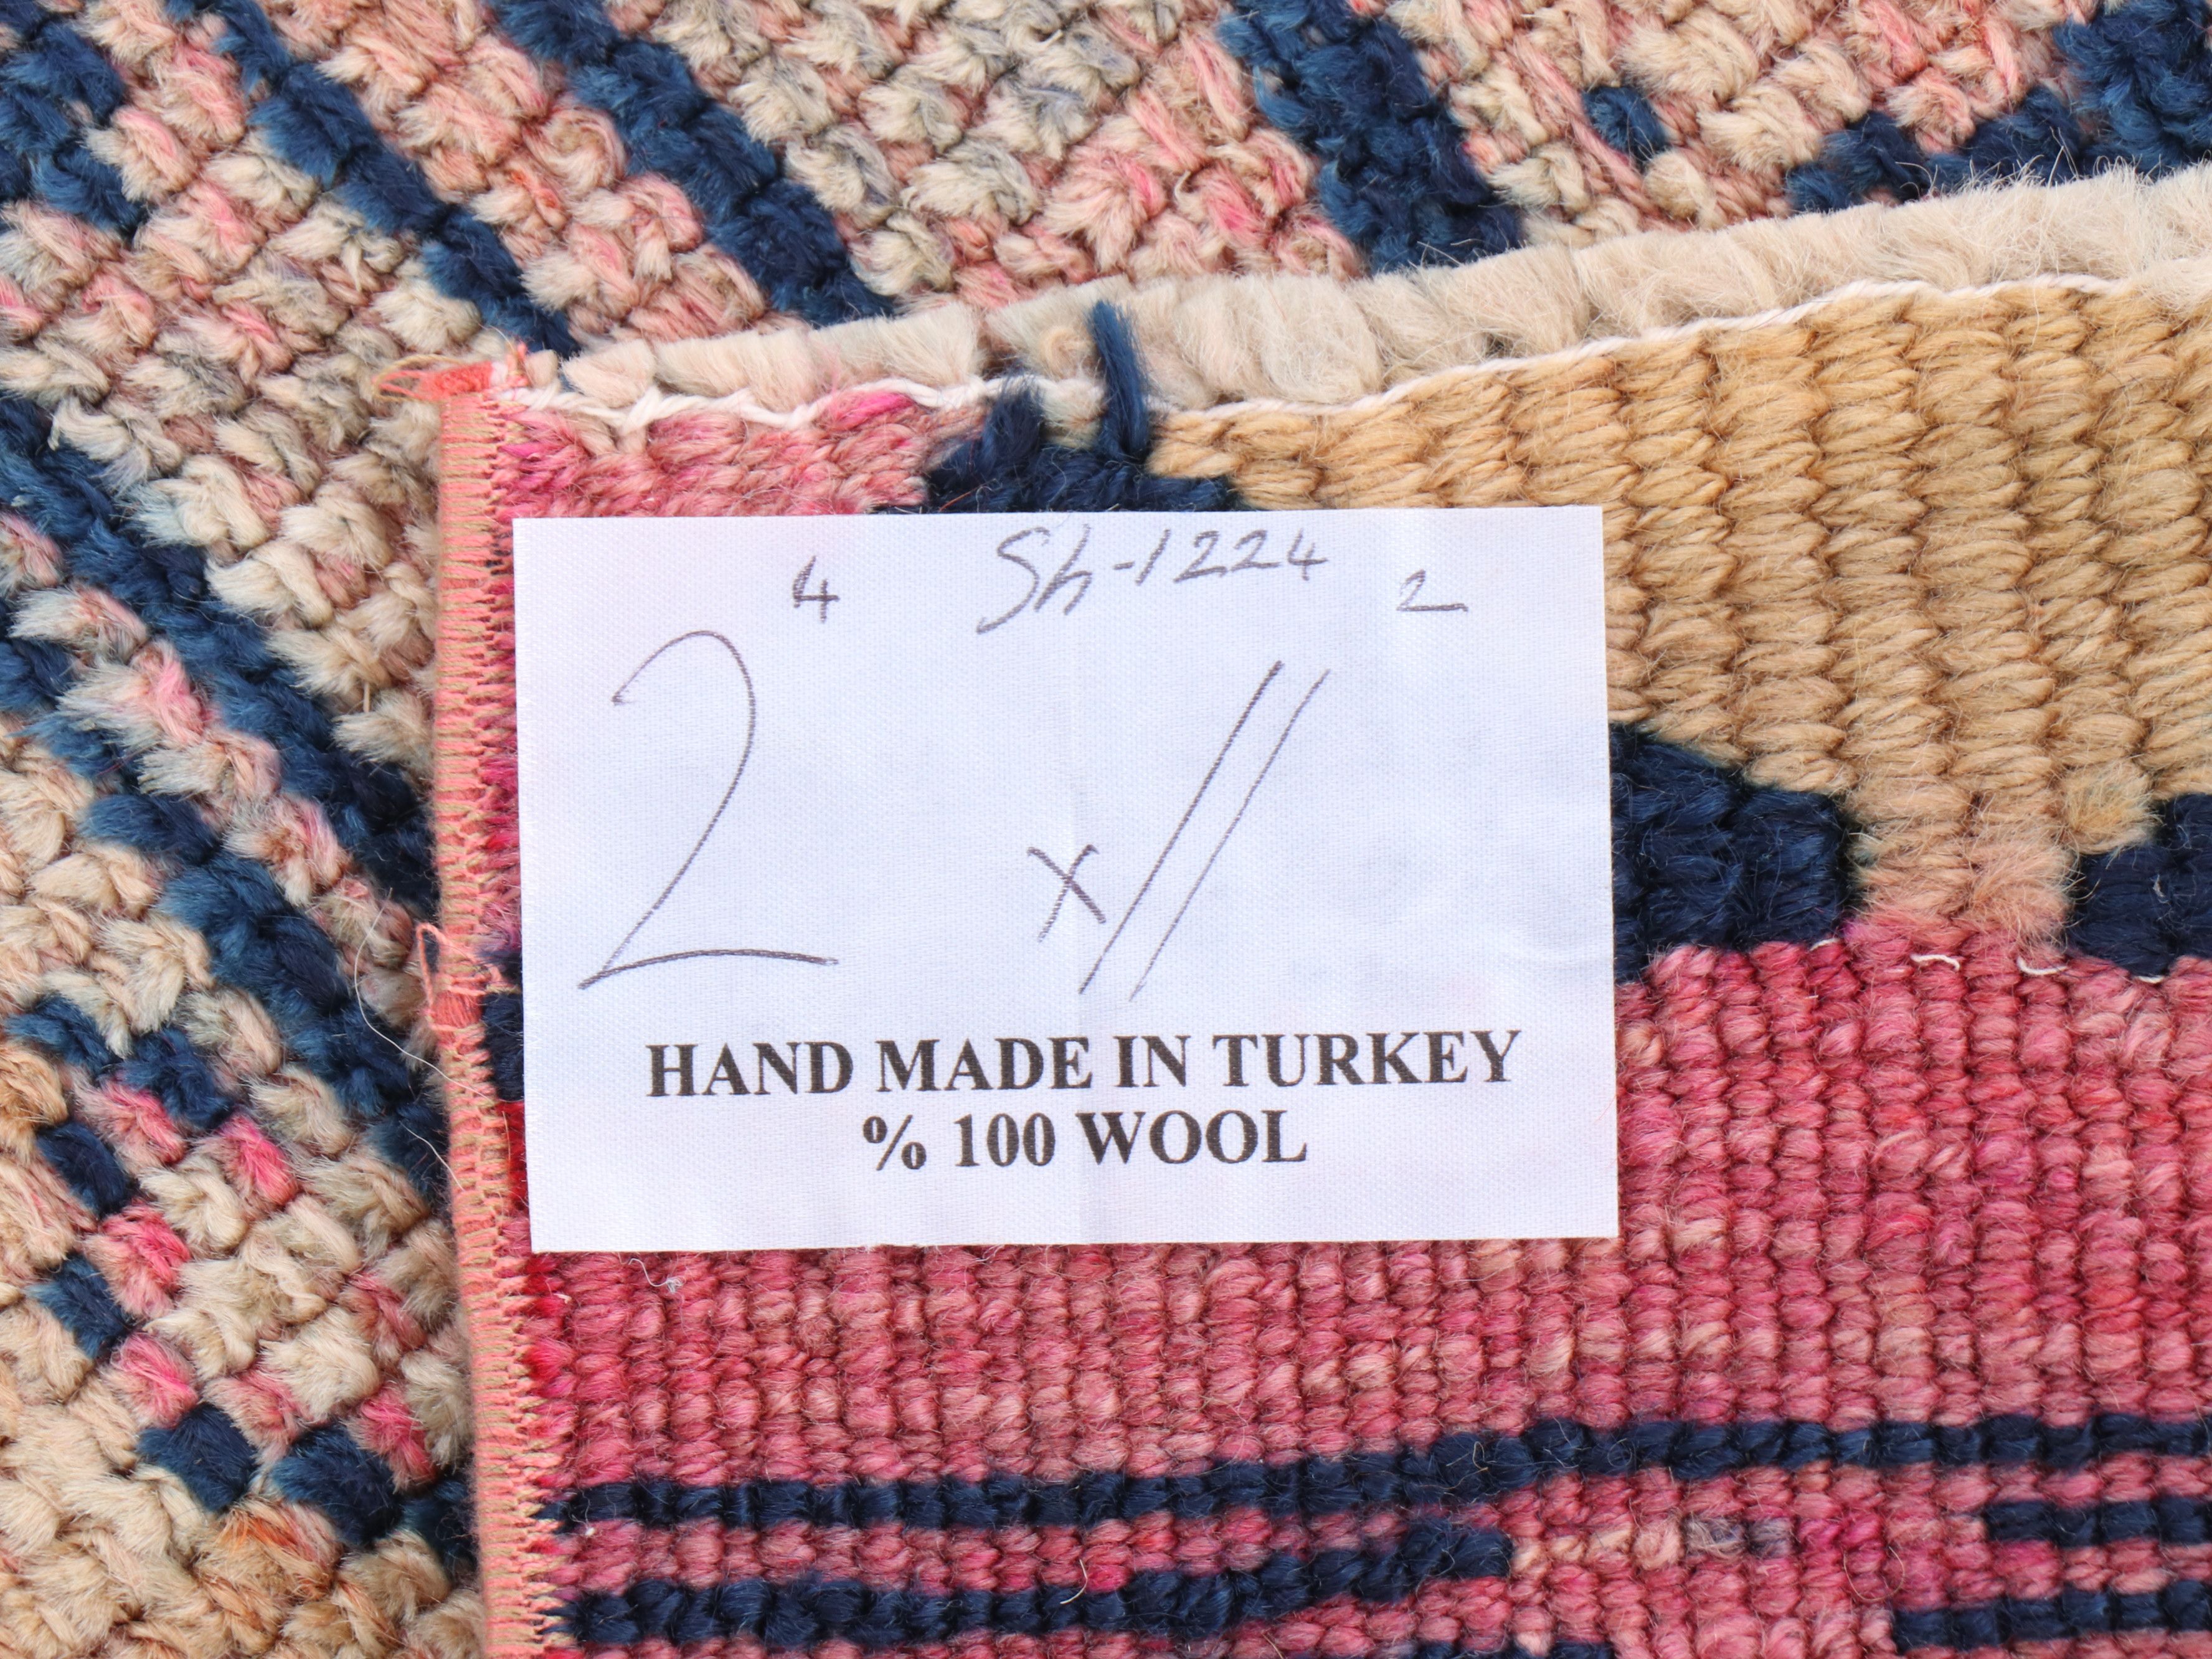 4 Sh-1224 2
2 x 11
HAND MADE IN TURKEY
% 100 WOOL